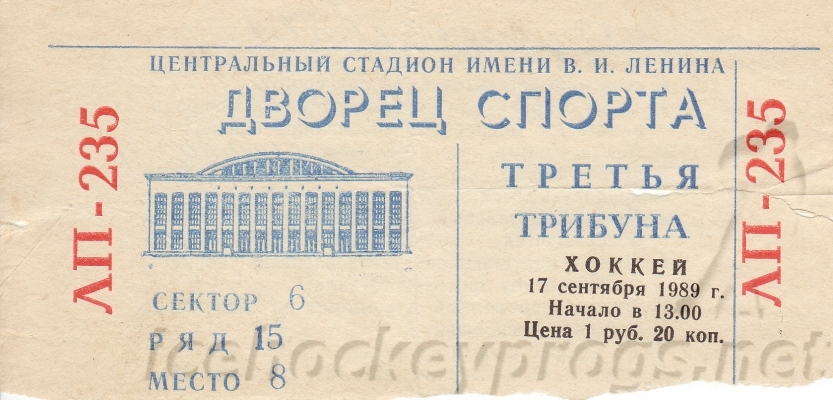 ЦЕНТРАЛЬНЫЙ СТАДИОН ИМЕНИ В. И. ЛЕНИНА
ДВОРЕЦ СПОРТА
ЛП - 235
ТРЕТЬЯ
ТРИБУНА
ХОККЕЙ
17 сентября 1989 г.
Начало в 13.00
Цена 1 руб. 20 коп.
СЕКТОР 6
РЯД 15
МЕСТО 8
ЛП - 235
icehockeyprogs.net